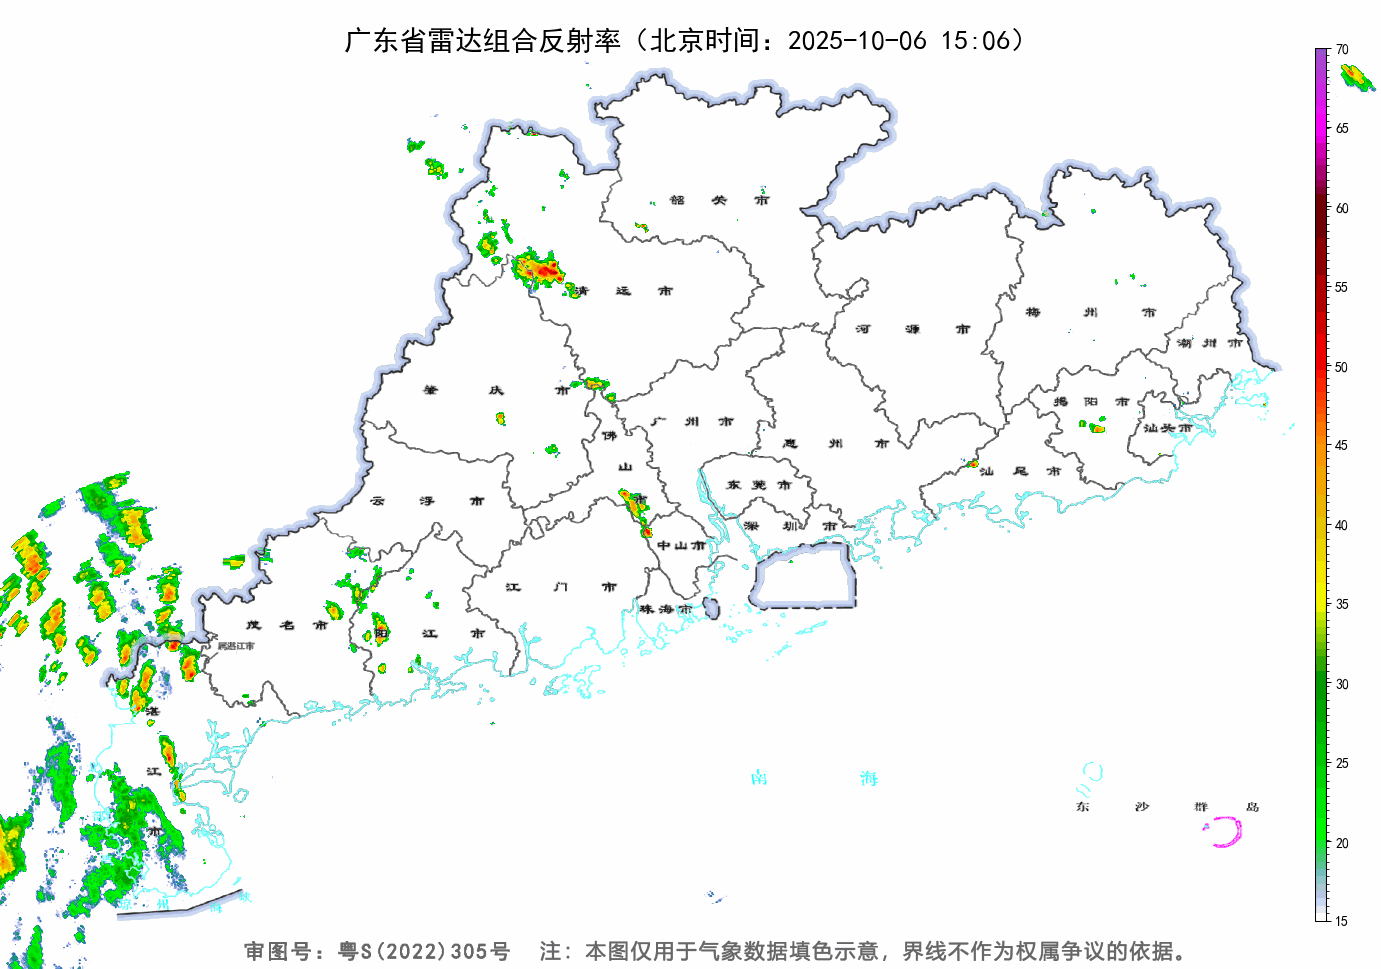 广东省雷达组合反射率（北京时间：2025-10-06 15:06）
70
65
60
55
50
45
40
35
30
25
20
15
韶关市
清远市
河源市
梅州市
潮州市
肇庆市
广州市
惠州市
揭阳市
汕头市
佛山市
云浮市
东莞市
汕尾市
深圳市
中山市
江门市
珠海市
茂名市
阳江市
属湛江市
湛江市
南海
东沙群岛
琼州海峡
审图号：粤S(2022)305号 注：本图仅用于气象数据填色示意，界线不作为权属争议的依据。